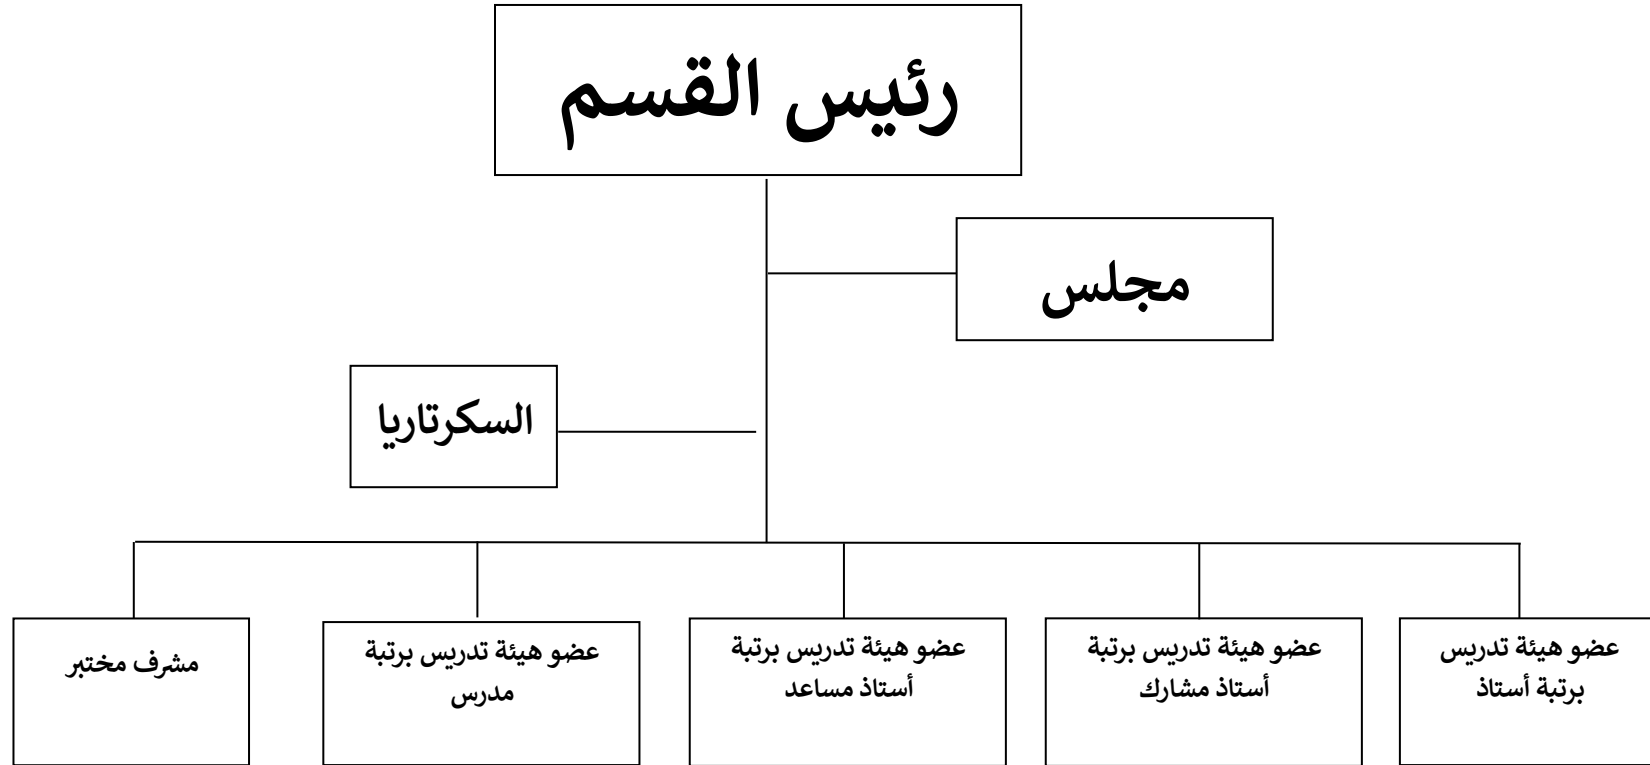 رئيس القسم
مجلس
السكرتاريا
عضو هيئة تدريس
برتبة أستاذ
عضو هيئة تدريس برتبة
أستاذ مشارك
عضو هيئة تدريس برتبة
أستاذ مساعد
عضو هيئة تدريس برتبة
مدرس
مشرف مختبر